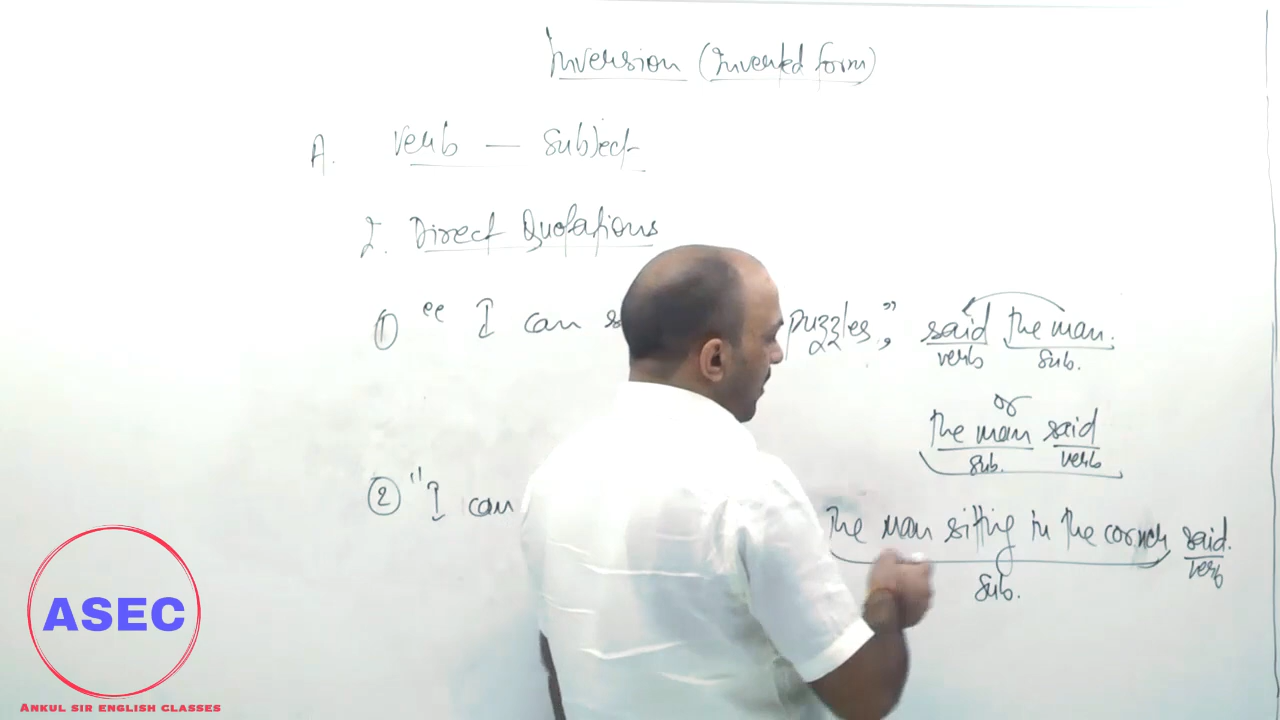 Inversion (Inverted form)
A. Verb — Subject
I. Direct Quotations
① " I can puzzles," said the man.
verb sub.
or
the man said
sub. verb
② "I can the man sitting in the corner said.
sub. verb
ASEC
ANKUL SIR ENGLISH CLASSES